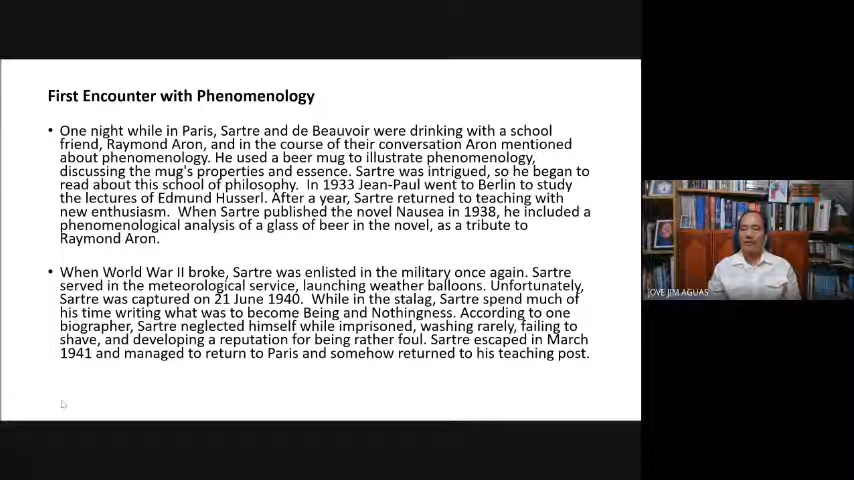 First Encounter with Phenomenology
• One night while in Paris, Sartre and de Beauvoir were drinking with a school
friend, Raymond Aron, and in the course of their conversation Aron mentioned
about phenomenology. He used a beer mug to illustrate phenomenology,
discussing the mug's properties and essence. Sartre was intrigued, so he began to
read about this school of philosophy. In 1933 Jean-Paul went to Berlin to study
the lectures of Edmund Husserl. After a year, Sartre returned to teaching with
new enthusiasm. When Sartre published the novel Nausea in 1938, he included a
phenomenological analysis of a glass of beer in the novel, as a tribute to
Raymond Aron.
• When World War II broke, Sartre was enlisted in the military once again. Sartre
served in the meteorological service, launching weather balloons. Unfortunately,
Sartre was captured on 21 June 1940. While in the stalag, Sartre spend much of
his time writing what was to become Being and Nothingness. According to one
biographer, Sartre neglected himself while imprisoned, washing rarely, failing to
shave, and developing a reputation for being rather foul. Sartre escaped in March
1941 and managed to return to Paris and somehow returned to his teaching post.
OVE JIM AGUAS